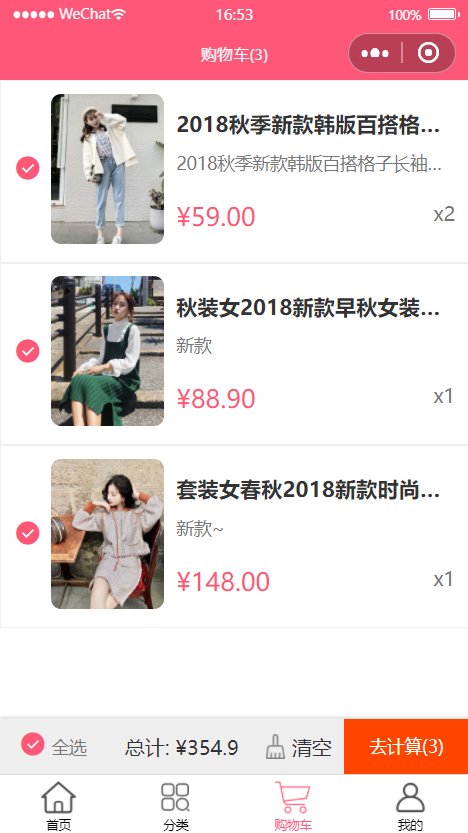 WeChat
16:53
100%
购物车(3)
2018秋季新款韩版百搭格...
2018秋季新款韩版百搭格子长袖...
¥59.00
x2
秋装女2018新款早秋女装...
新款
¥88.90
x1
套装女春秋2018新款时尚...
新款~
¥148.00
x1
全选
总计: ¥354.9
清空
去计算(3)
首页
分类
购物车
我的